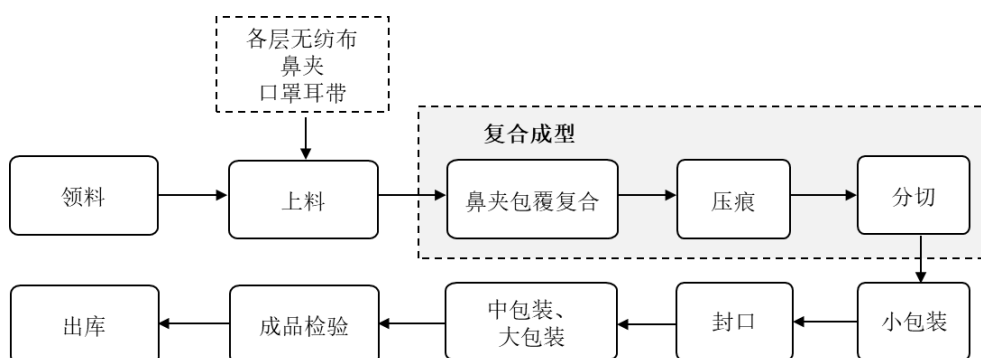 各层无纺布
鼻夹
口罩耳带
复合成型
领料
上料
鼻夹包覆复合
压痕
分切
小包装
封口
中包装、
大包装
成品检验
出库